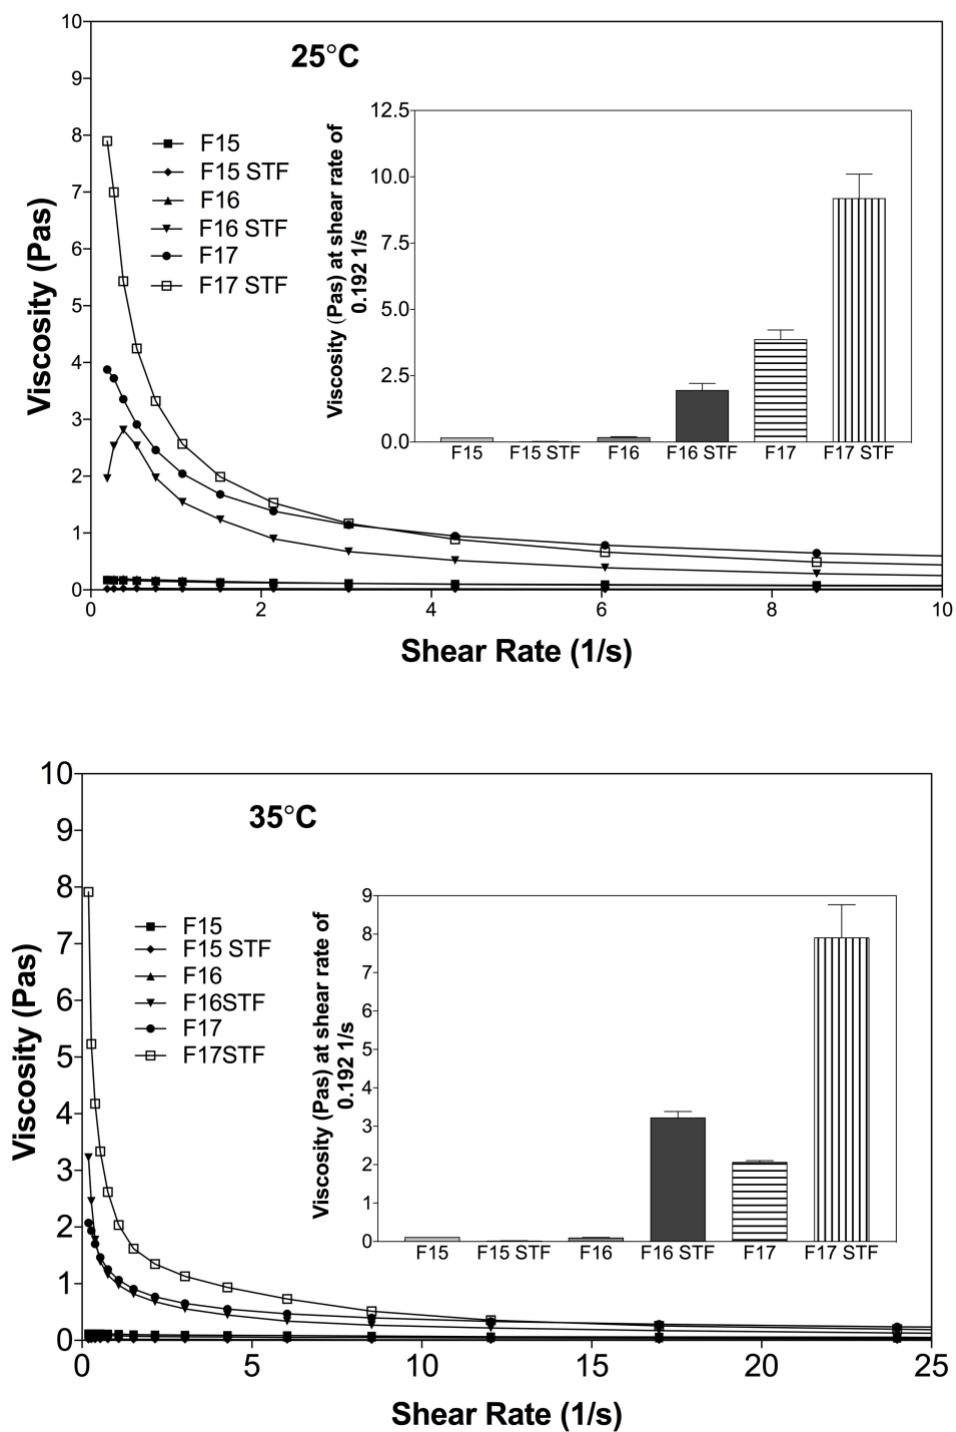 25°C
10
9
8
7
6
5
4
3
2
1
0
Viscosity (Pas)
F15
F15 STF
F16
F16 STF
F17
F17 STF
Viscosity (Pas) at shear rate of
0.192 1/s
12.5
10.0
7.5
5.0
2.5
0.0
F15 F15 STF F16 F16 STF F17 F17 STF
0 2 4 6 8 10
Shear Rate (1/s)
35°C
10
9
8
7
6
5
4
3
2
1
0
Viscosity (Pas)
F15
F15 STF
F16
F16STF
F17
F17STF
Viscosity (Pas) at shear rate of
0.192 1/s
9
8
7
6
5
4
3
2
1
0
F15 F15 STF F16 F16 STF F17 F17 STF
0 5 10 15 20 25
Shear Rate (1/s)